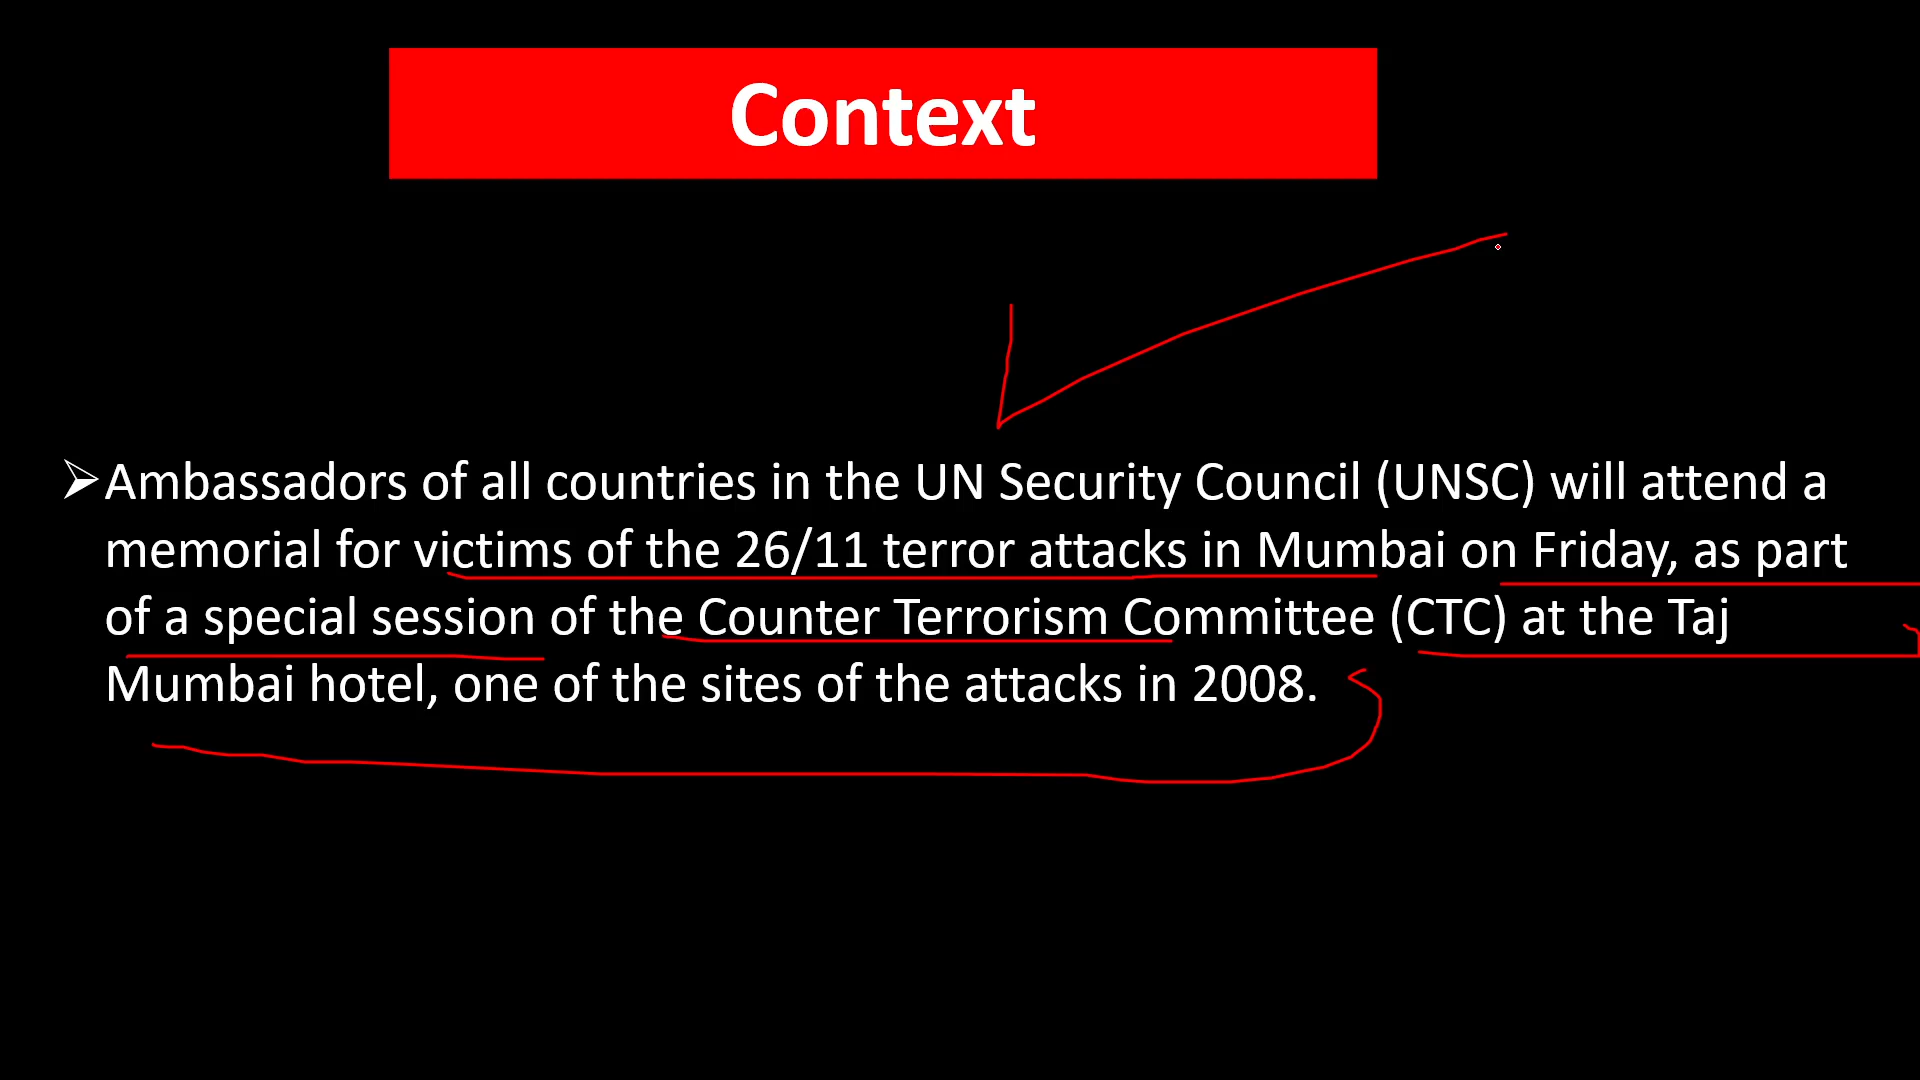 Context
➢Ambassadors of all countries in the UN Security Council (UNSC) will attend a
memorial for victims of the 26/11 terror attacks in Mumbai on Friday, as part
of a special session of the Counter Terrorism Committee (CTC) at the Taj
Mumbai hotel, one of the sites of the attacks in 2008.